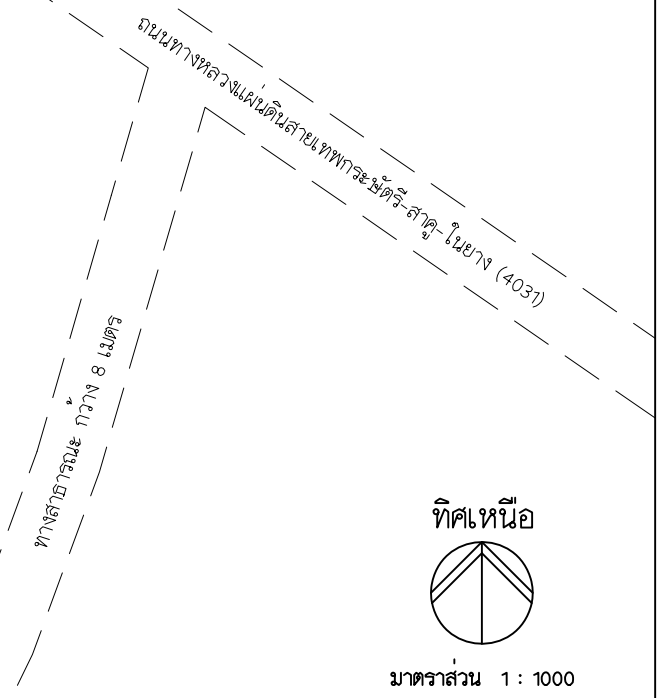 ถนนทางหลวงแผ่นดินสายเทพกระษัตรี-สาคู-ในยาง (4031)
ทางสาธารณะ กว้าง 8 เมตร
ทิศเหนือ
มาตราส่วน 1 : 1000